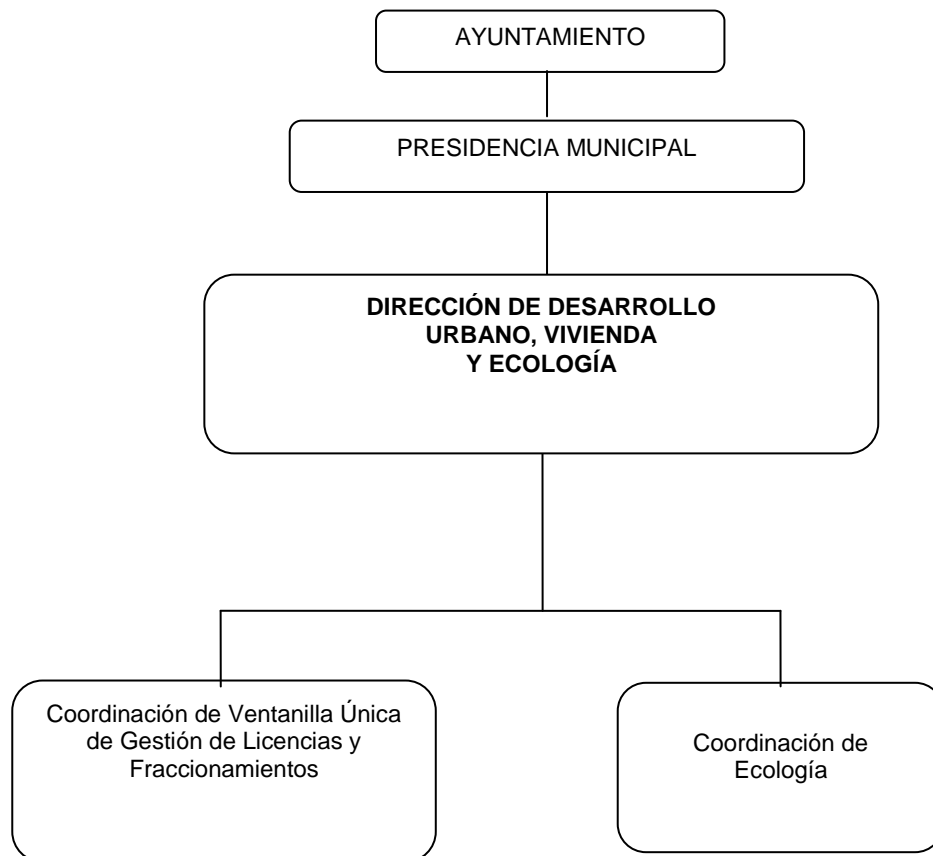 AYUNTAMIENTO
PRESIDENCIA MUNICIPAL
DIRECCIÓN DE DESARROLLO
URBANO, VIVIENDA
Y ECOLOGÍA
Coordinación de Ventanilla Única
de Gestión de Licencias y
Fraccionamientos
Coordinación de
Ecología